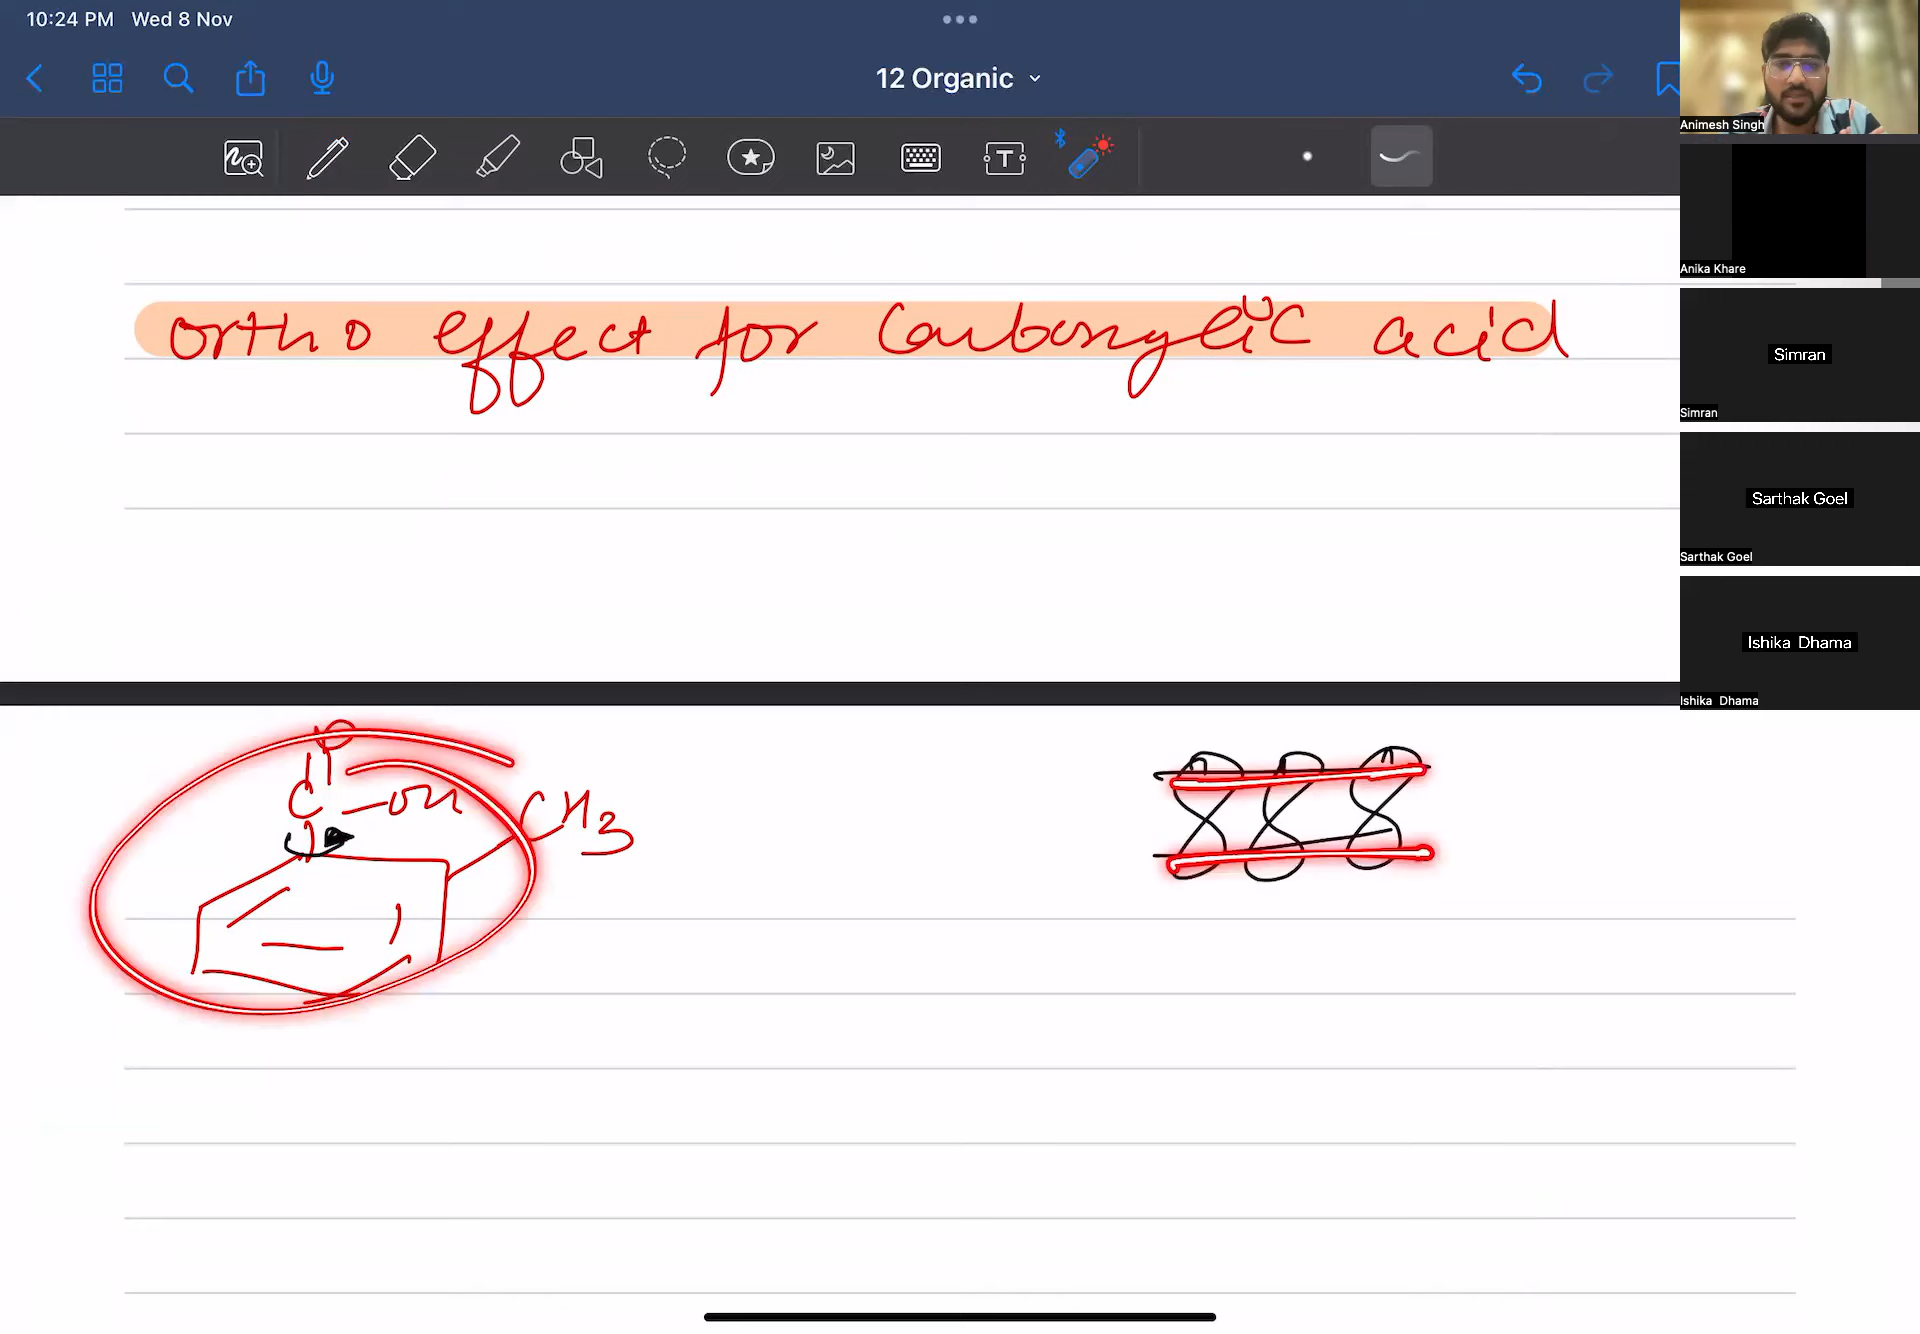 10:24 PM Wed 8 Nov
12 Organic
T
Animesh Singh
Anika Khare
Simran
Simran
Sarthak Goel
Sarthak Goel
Ishika Dhama
Ishika Dhama
ortho effect for Carboxylic acid
O
C-OH
CH3